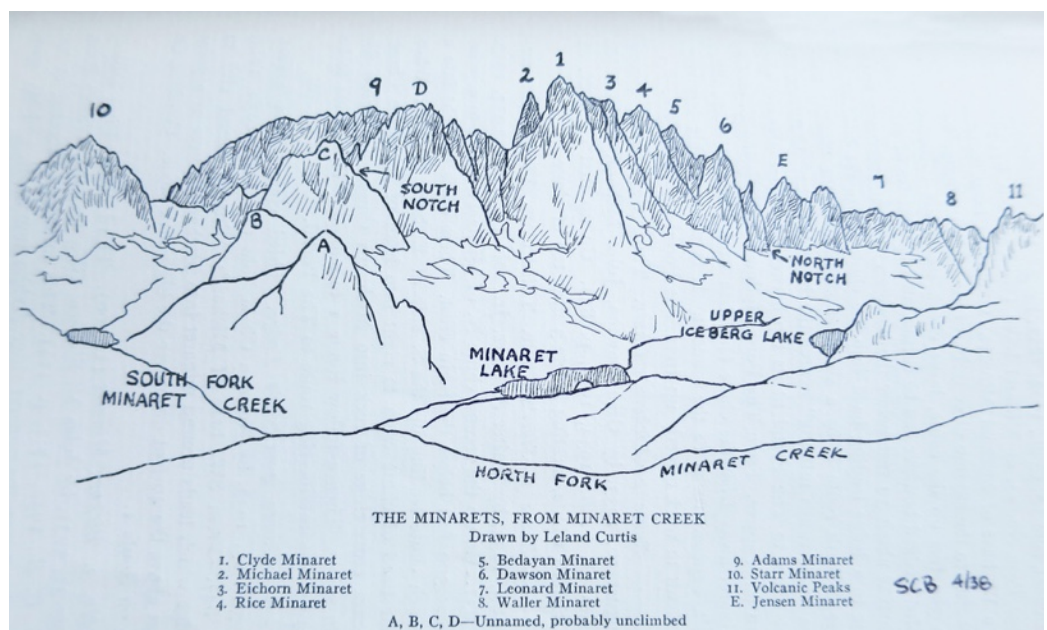 1
2
3
4
5
6
9
D
10
E
7
8
11
C
SOUTH
NOTCH
B
A
NORTH
NOTCH
UPPER
ICEBERG LAKE
MINARET
LAKE
SOUTH FORK
MINARET CREEK
NORTH FORK MINARET CREEK
THE MINARETS, FROM MINARET CREEK
Drawn by Leland Curtis
1. Clyde Minaret
2. Michael Minaret
3. Eichorn Minaret
4. Rice Minaret
5. Bedayan Minaret
6. Dawson Minaret
7. Leonard Minaret
8. Waller Minaret
9. Adams Minaret
10. Starr Minaret
11. Volcanic Peaks
E. Jensen Minaret
SCB 4/38
A, B, C, D—Unnamed, probably unclimbed